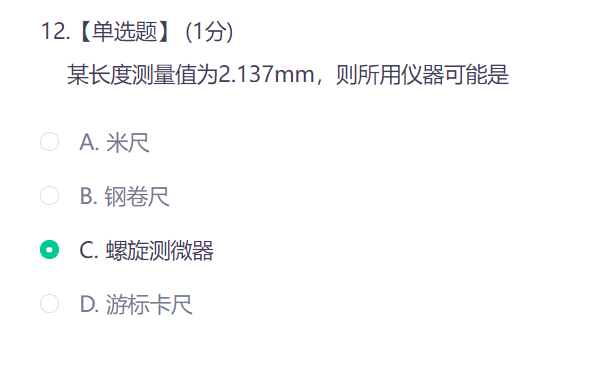 12.【单选题】 (1分)
某长度测量值为2.137mm，则所用仪器可能是
A. 米尺
B. 钢卷尺
C. 螺旋测微器
D. 游标卡尺